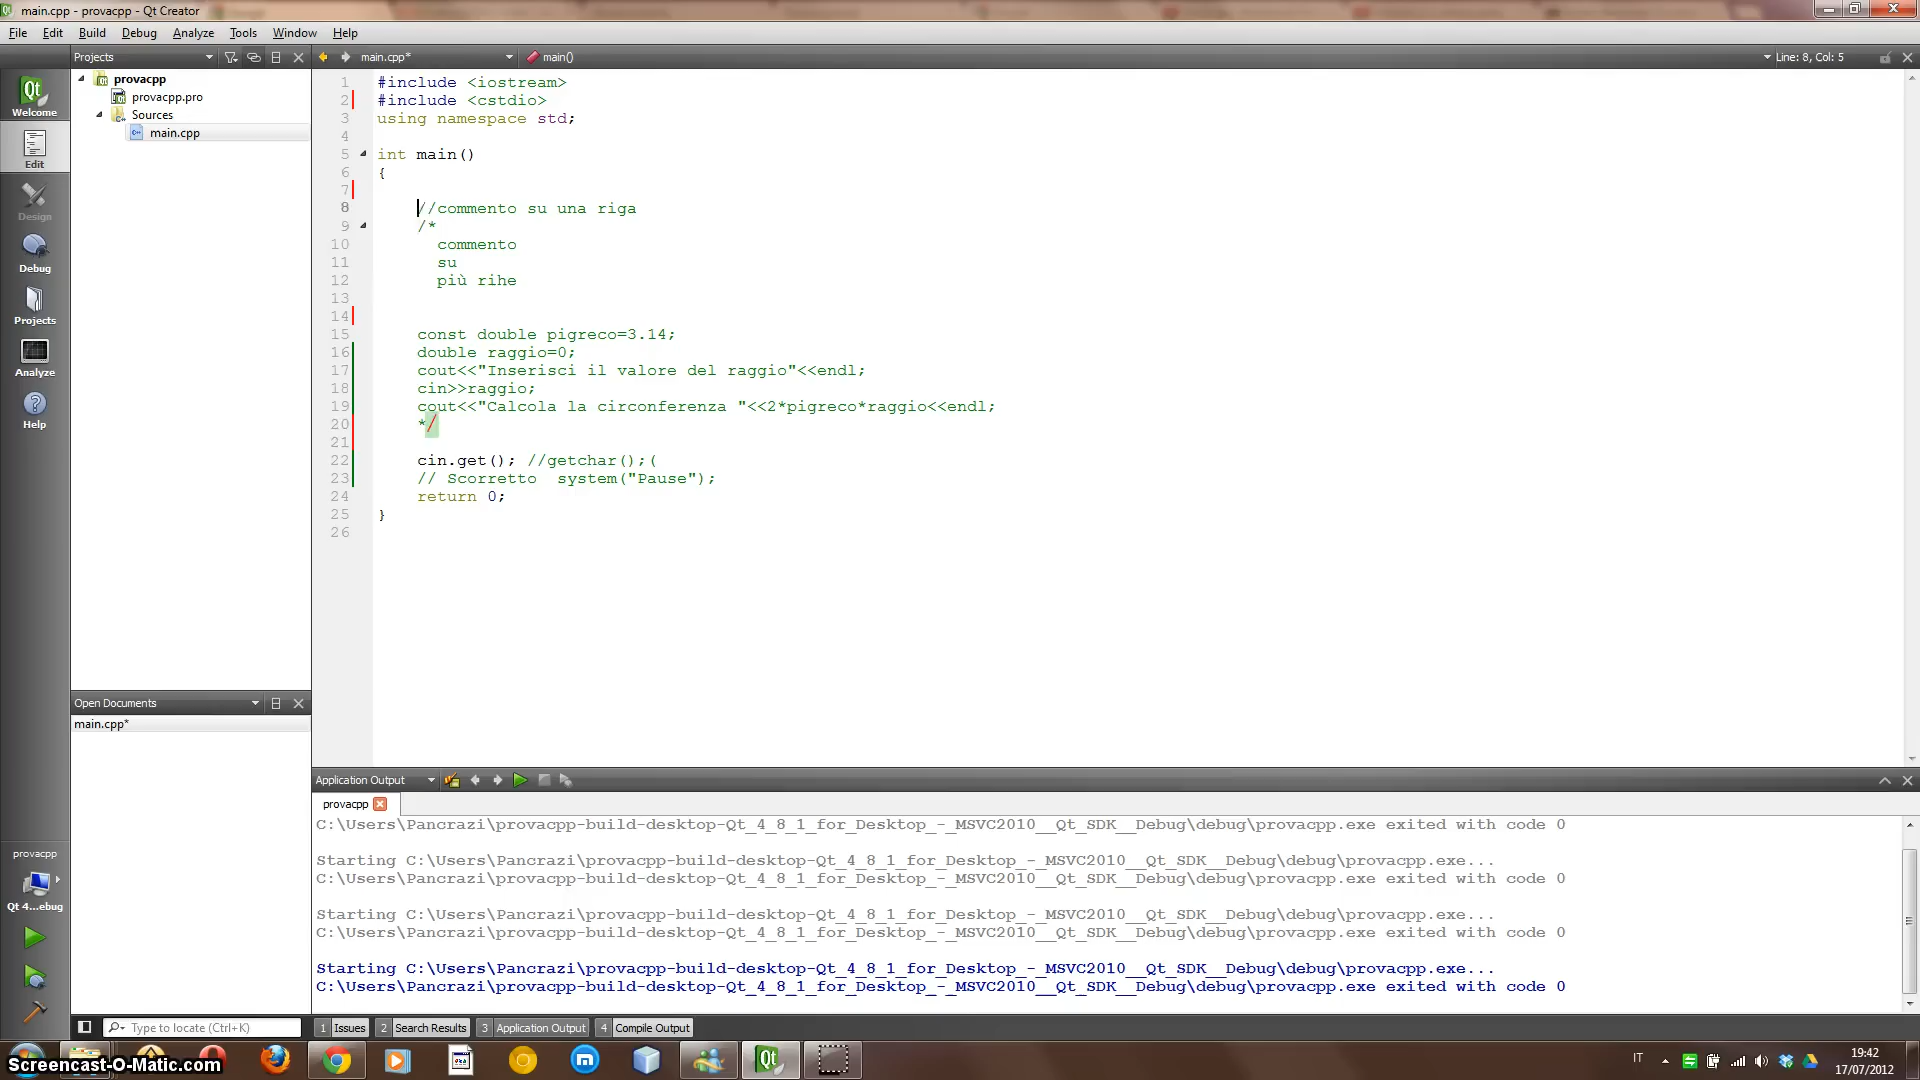 main.cpp - provacpp - Qt Creator
File Edit Build Debug Analyze Tools Window Help
Projects main.cpp* main() Line: 8, Col: 5
provacpp
provacpp.pro
Sources
main.cpp
Welcome
Edit
Design
Debug
Projects
Analyze
Help
1 #include <iostream>
2 #include <cstdio>
3 using namespace std;
4
5 int main()
6 {
7
8 //commento su una riga
9 /*
10 commento
11 su
12 più rihe
13
14
15 const double pigreco=3.14;
16 double raggio=0;
17 cout<<"Inserisci il valore del raggio"<<endl;
18 cin>>raggio;
19 cout<<"Calcola la circonferenza "<<2*pigreco*raggio<<endl;
20 */
21
22 cin.get(); //getchar();(
23 // Scorretto system("Pause");
24 return 0;
25 }
26
Open Documents
main.cpp*
Application Output
provacpp
C:\Users\Pancrazi\provacpp-build-desktop-Qt_4_8_1_for_Desktop_-_MSVC2010__Qt_SDK__Debug\debug\provacpp.exe exited with code 0
Starting C:\Users\Pancrazi\provacpp-build-desktop-Qt_4_8_1_for_Desktop_-_MSVC2010__Qt_SDK__Debug\debug\provacpp.exe...
C:\Users\Pancrazi\provacpp-build-desktop-Qt_4_8_1_for_Desktop_-_MSVC2010__Qt_SDK__Debug\debug\provacpp.exe exited with code 0
Starting C:\Users\Pancrazi\provacpp-build-desktop-Qt_4_8_1_for_Desktop_-_MSVC2010__Qt_SDK__Debug\debug\provacpp.exe...
C:\Users\Pancrazi\provacpp-build-desktop-Qt_4_8_1_for_Desktop_-_MSVC2010__Qt_SDK__Debug\debug\provacpp.exe exited with code 0
Starting C:\Users\Pancrazi\provacpp-build-desktop-Qt_4_8_1_for_Desktop_-_MSVC2010__Qt_SDK__Debug\debug\provacpp.exe...
C:\Users\Pancrazi\provacpp-build-desktop-Qt_4_8_1_for_Desktop_-_MSVC2010__Qt_SDK__Debug\debug\provacpp.exe exited with code 0
provacpp
Qt 4...ebug
Type to locate (Ctrl+K) 1 Issues 2 Search Results 3 Application Output 4 Compile Output
Screencast-O-Matic.com
Qt
IT
19:42
17/07/2012